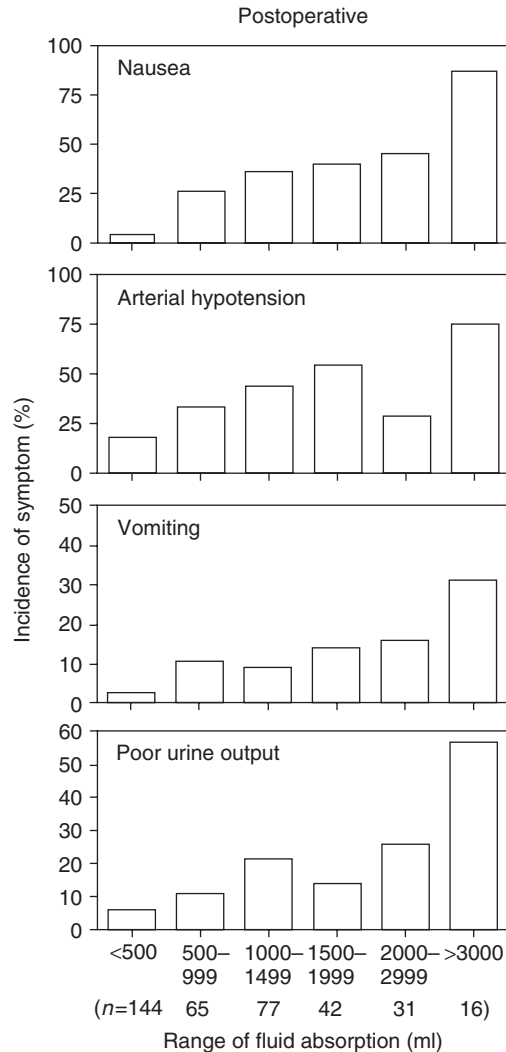 Postoperative
Incidence of symptom (%)
Nausea
100
75
50
25
0
Arterial hypotension
100
75
50
25
0
Vomiting
50
40
30
20
10
0
Poor urine output
60
50
40
30
20
10
0
<500 500– 1000– 1500– 2000– >3000
999 1499 1999 2999
(n=144 65 77 42 31 16)
Range of fluid absorption (ml)